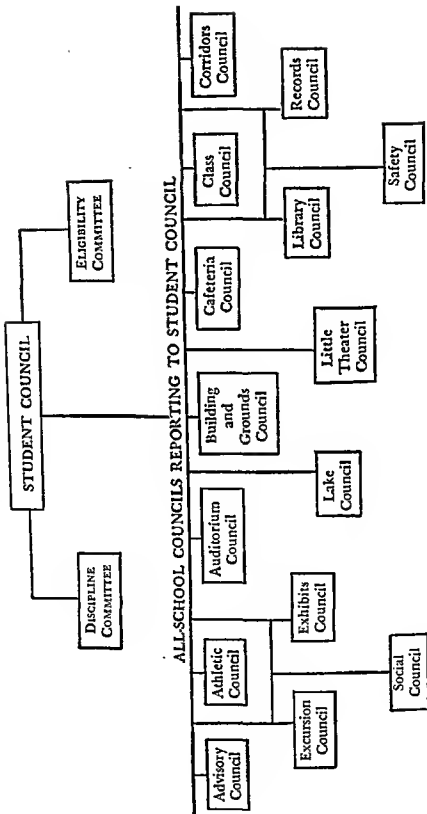 STUDENT COUNCIL
DISCIPLINE
COMMITTEE
ELIGIBILITY
COMMITTEE
ALL-SCHOOL COUNCILS REPORTING TO STUDENT COUNCIL
Advisory
Council
Athletic
Council
Auditorium
Council
Building
and
Grounds
Council
Cafeteria
Council
Class
Council
Corridors
Council
Excursion
Council
Exhibits
Council
Lake
Council
Little
Theater
Council
Library
Council
Records
Council
Social
Council
Safety
Council